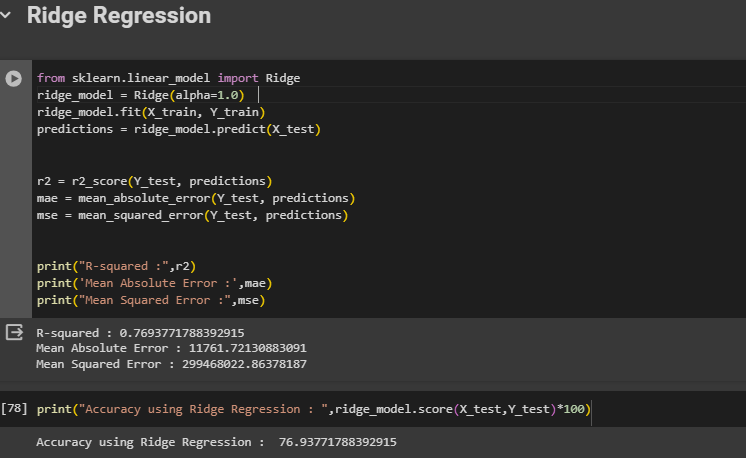 Ridge Regression
from sklearn.linear_model import Ridge
ridge_model = Ridge(alpha=1.0)
ridge_model.fit(X_train, Y_train)
predictions = ridge_model.predict(X_test)
r2 = r2_score(Y_test, predictions)
mae = mean_absolute_error(Y_test, predictions)
mse = mean_squared_error(Y_test, predictions)
print("R-squared :",r2)
print('Mean Absolute Error :',mae)
print("Mean Squared Error :",mse)
R-squared : 0.7693771788392915
Mean Absolute Error : 11761.72130883091
Mean Squared Error : 299468022.86378187
[78] print("Accuracy using Ridge Regression : ",ridge_model.score(X_test,Y_test)*100)
Accuracy using Ridge Regression :  76.93771788392915